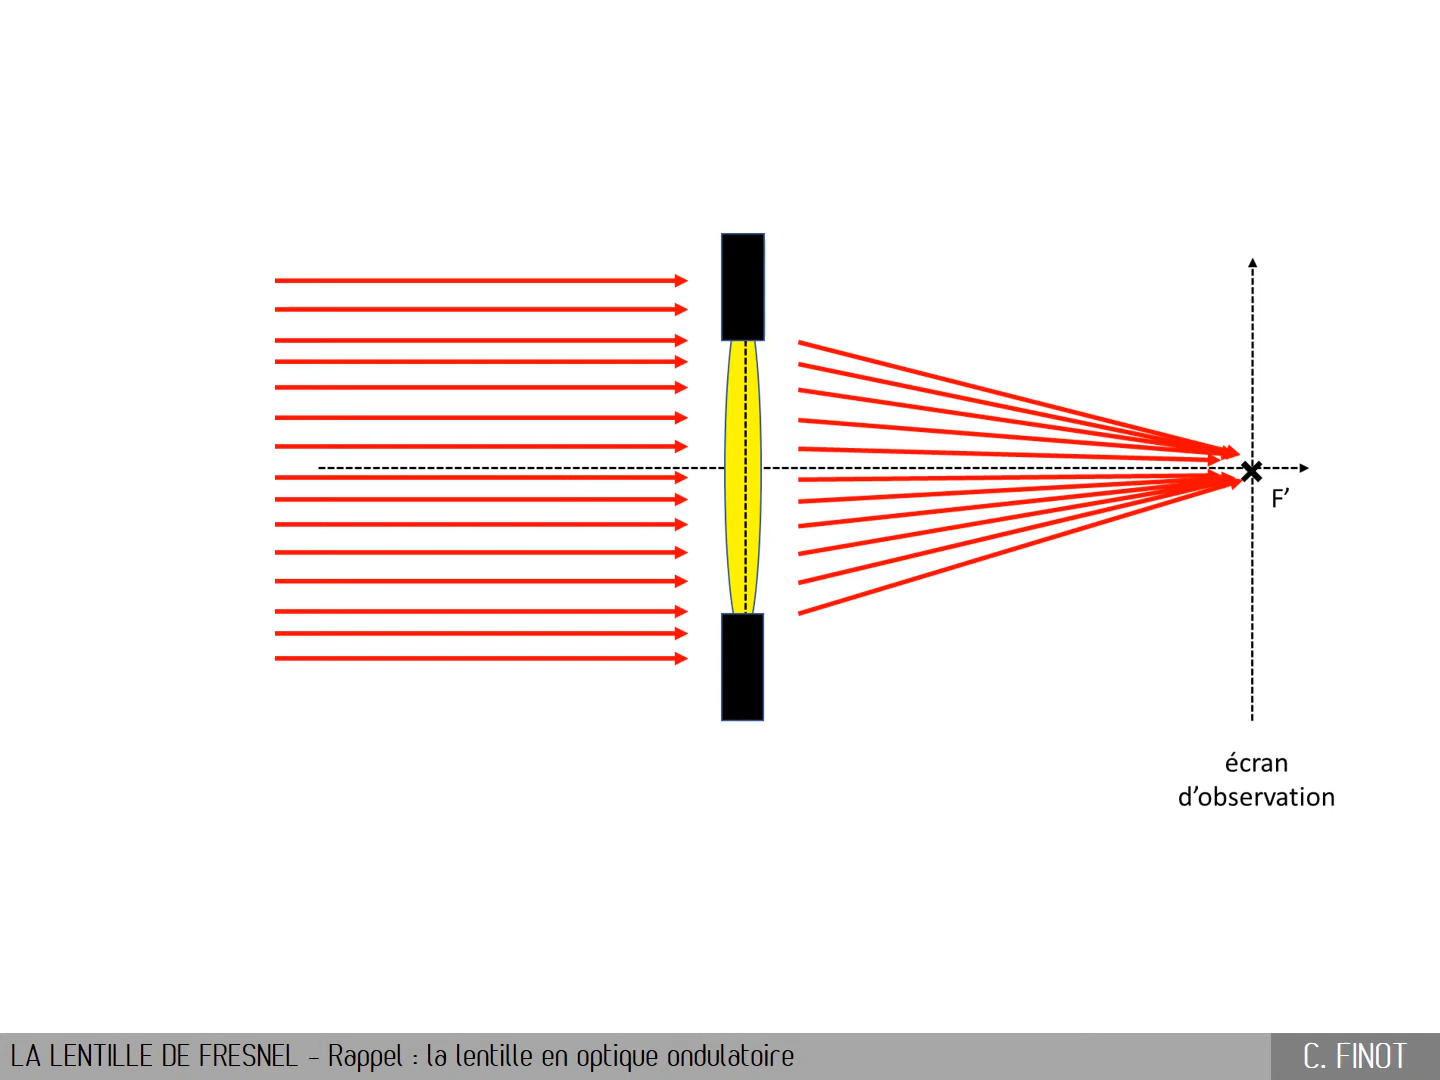 F’
écran
d’observation
LA LENTILLE DE FRESNEL - Rappel : la lentille en optique ondulatoire
C. FINOT